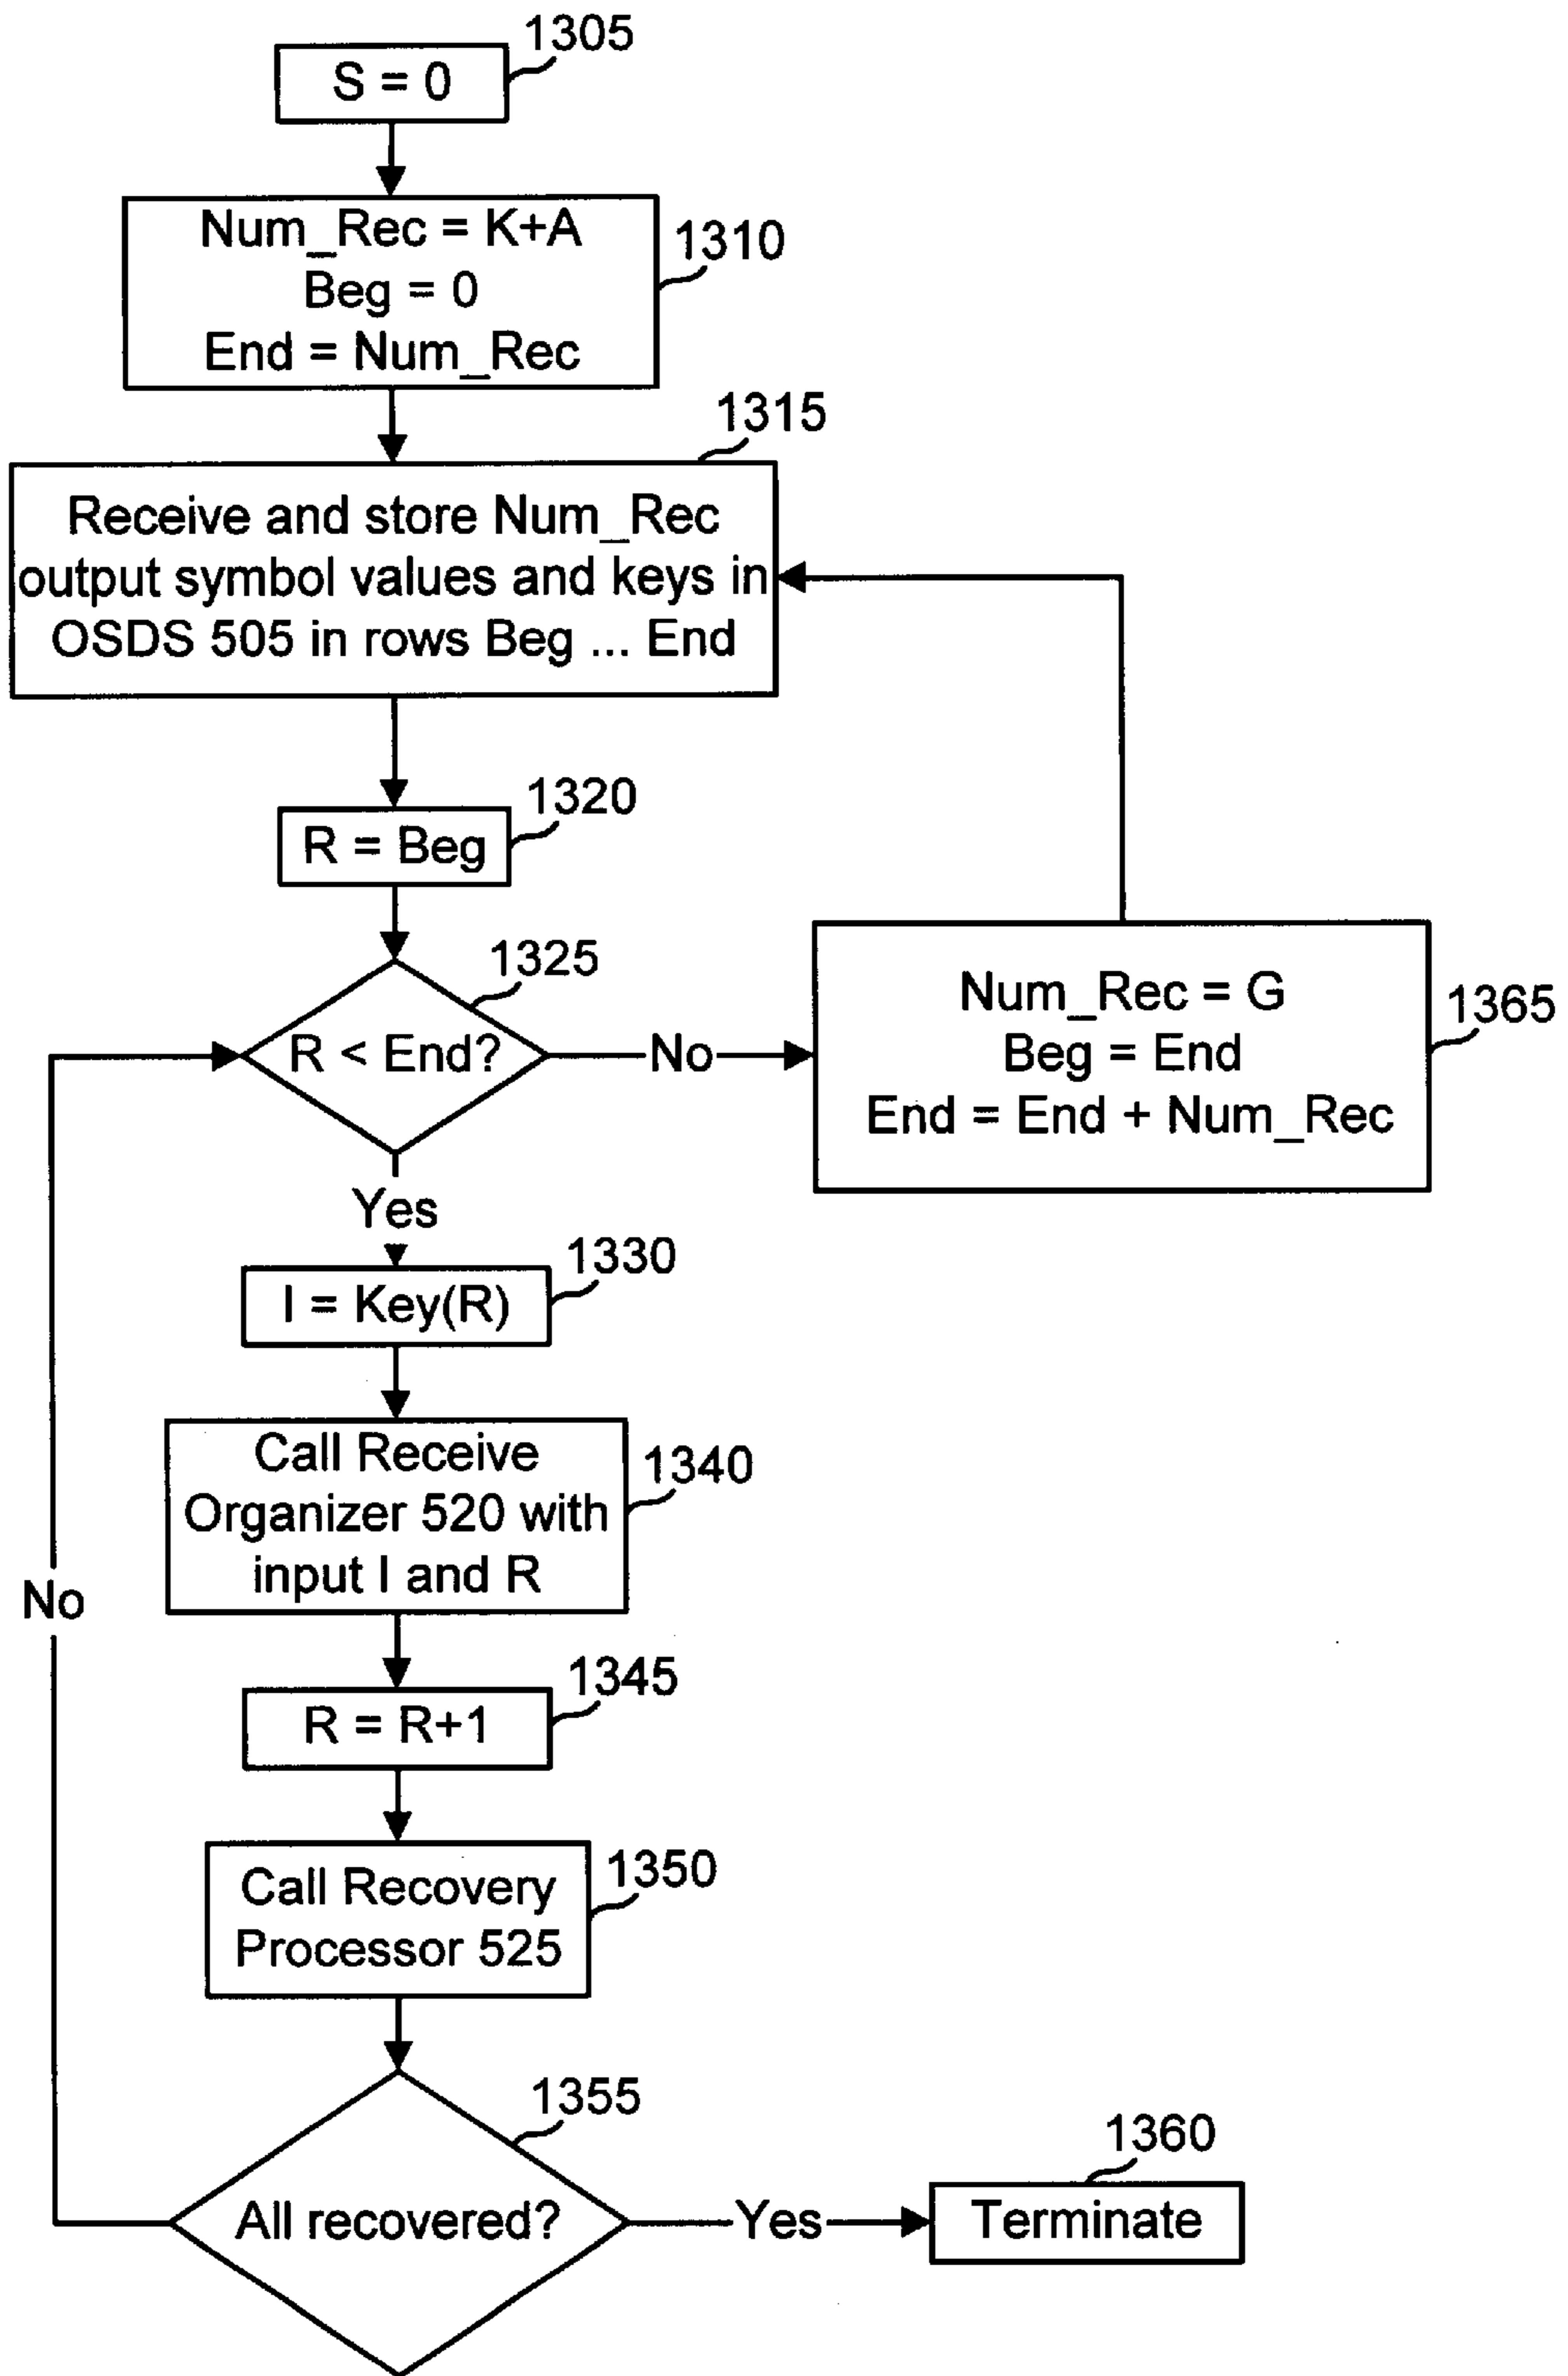 1305
S = 0
1310
Num_Rec = K+A
Beg = 0
End = Num_Rec
1315
Receive and store Num_Rec
output symbol values and keys in
OSDS 505 in rows Beg ... End
1320
R = Beg
1325
R < End?
No
Num_Rec = G
Beg = End
End = End + Num_Rec
1365
Yes
1330
I = Key(R)
1340
Call Receive
Organizer 520 with
input I and R
No
1345
R = R+1
1350
Call Recovery
Processor 525
1355
All recovered?
Yes
1360
Terminate